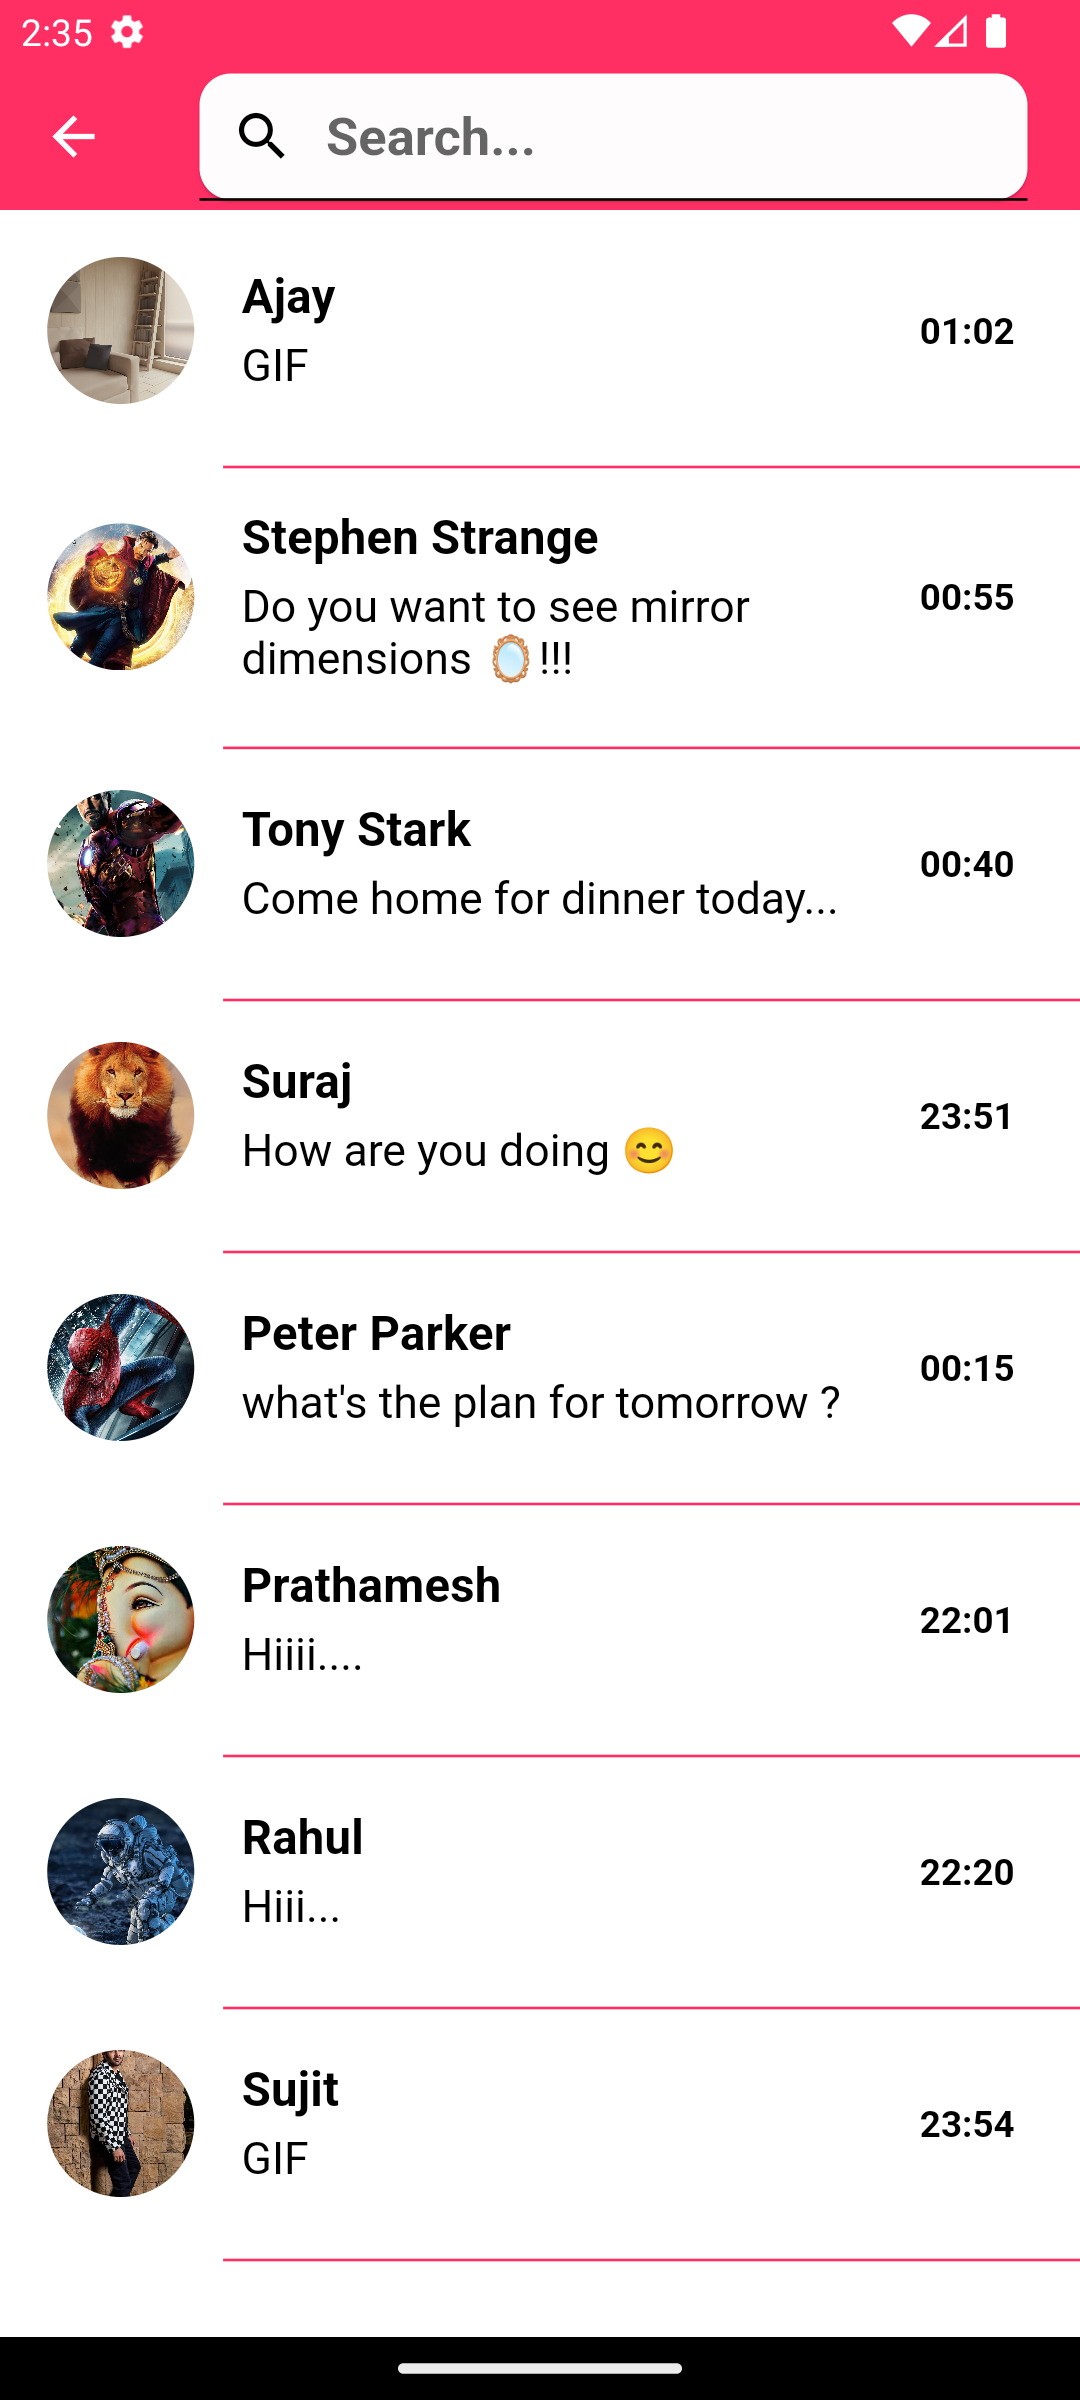 2:35
Search...
Ajay
GIF
01:02
Stephen Strange
Do you want to see mirror
dimensions 🪞!!!
00:55
Tony Stark
Come home for dinner today...
00:40
Suraj
How are you doing 😊
23:51
Peter Parker
what's the plan for tomorrow ?
00:15
Prathamesh
Hiiii....
22:01
Rahul
Hiii...
22:20
Sujit
GIF
23:54